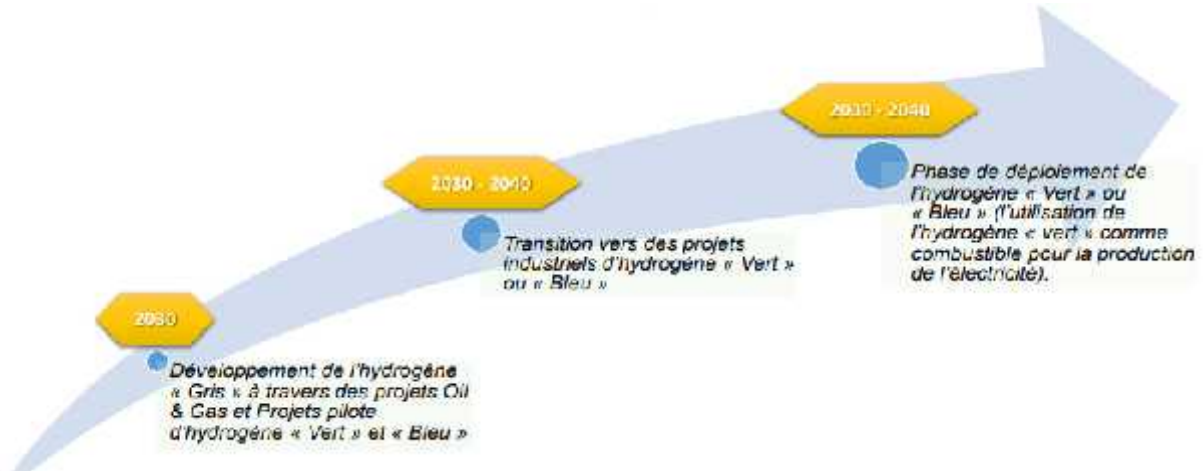 2030
Développement de l'hydrogène
« Gris » à travers des projets Oil
& Gas et Projets pilote
d'hydrogène « Vert » et « Bleu »
2030 - 2040
Transition vers des projets
industriels d'hydrogène « Vert »
ou « Bleu »
2030 - 2040
Phase de déploiement de
l'hydrogène « Vert » ou
« Bleu » (l'utilisation de
l'hydrogène « vert « comme
combustible pour la production
de l'électricité).